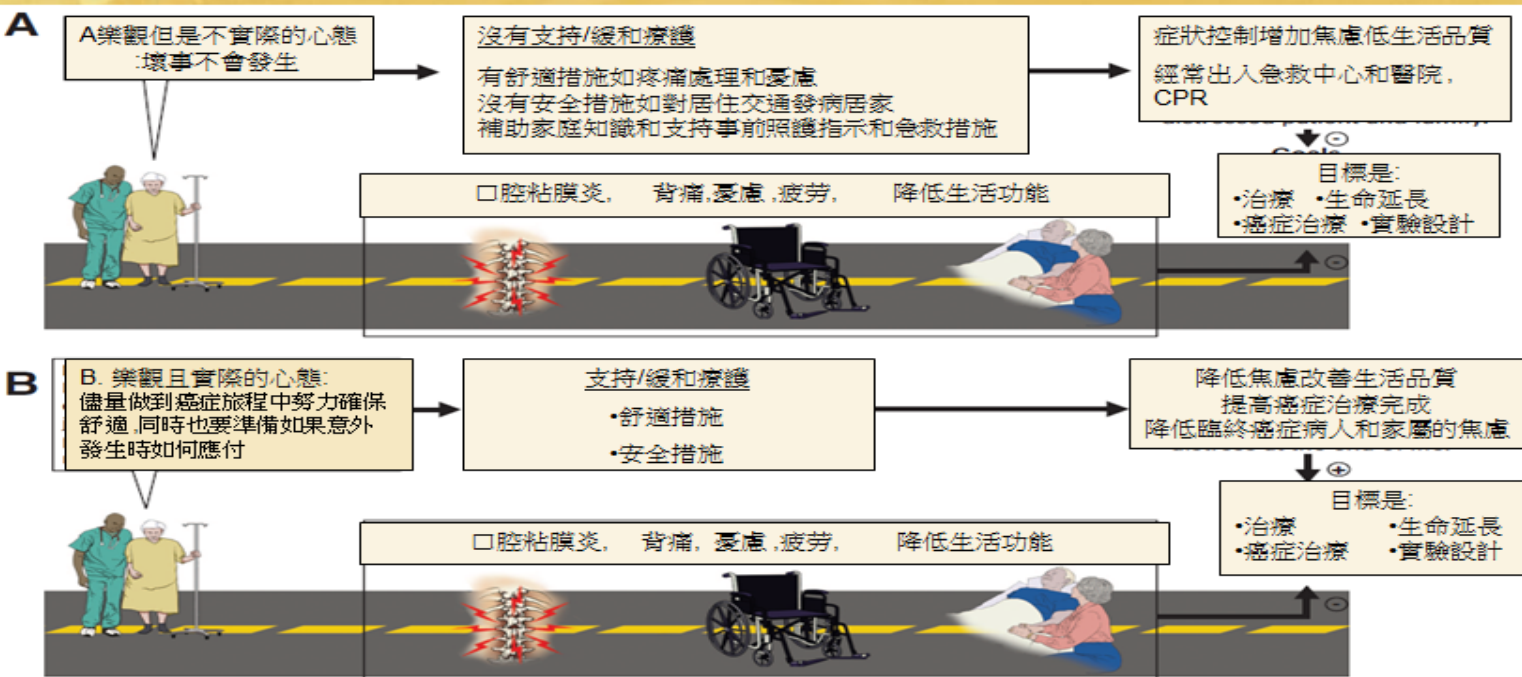 A
A樂觀但是不實際的心態
:壞事不會發生
沒有支持/緩和療護
有舒適措施如疼痛處理和憂慮
沒有安全措施如對居住交通發病居家
補助家庭知識和支持事前照護指示和急救措施
症狀控制增加焦慮低生活品質
經常出入急救中心和醫院,
CPR
目標是:
•治療 •生命延長
•癌症治療 •實驗設計
口腔粘膜炎, 背痛,憂慮,疲劳, 降低生活功能
B
B. 樂觀且實際的心態:
儘量做到癌症旅程中努力確保
舒適,同時也要準備如果意外
發生時如何應付
支持/緩和療護
•舒適措施
•安全措施
降低焦慮改善生活品質
提高癌症治療完成
降低臨終癌症病人和家屬的焦慮
目標是:
•治療 •生命延長
•癌症治療 •實驗設計
口腔粘膜炎, 背痛, 憂慮,疲劳, 降低生活功能